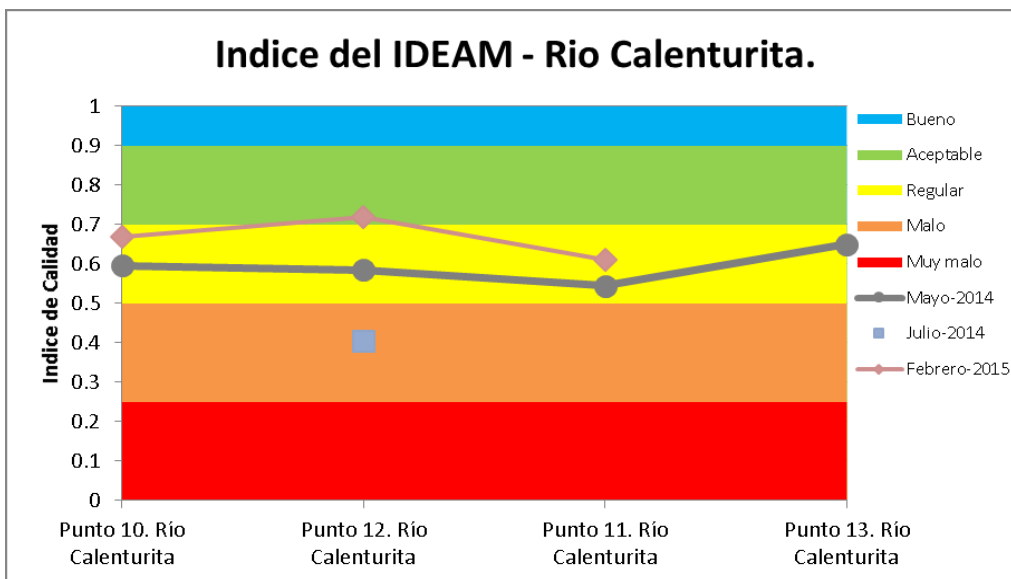 Indice del IDEAM - Rio Calenturita.
Indice de Calidad
1
0.9
0.8
0.7
0.6
0.5
0.4
0.3
0.2
0.1
0
Punto 10. Río
Calenturita
Punto 12. Río
Calenturita
Punto 11. Río
Calenturita
Punto 13. Río
Calenturita
Bueno
Aceptable
Regular
Malo
Muy malo
Mayo-2014
Julio-2014
Febrero-2015